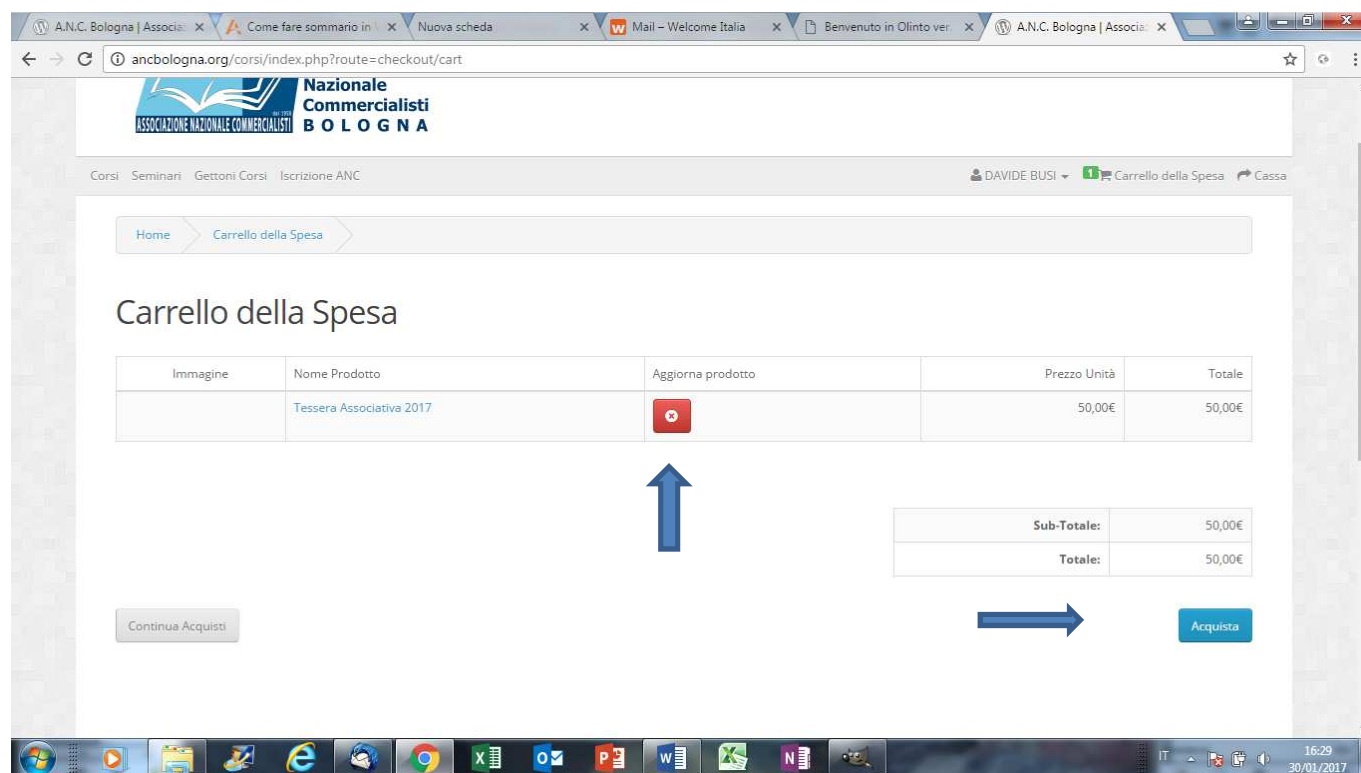 A.N.C. Bologna | Associa
Come fare sommario in
Nuova scheda
Mail – Welcome Italia
Benvenuto in Olinto ver.
A.N.C. Bologna | Associa
ancbologna.org/corsi/index.php?route=checkout/cart
Nazionale
Commercialisti
BOLOGNA
ASSOCIAZIONE NAZIONALE COMMERCIALISTI
Corsi Seminari Gettoni Corsi Iscrizione ANC
DAVIDE BUSI 1 Carrello della Spesa Cassa
Home Carrello della Spesa
Carrello della Spesa
Immagine Nome Prodotto Aggiorna prodotto Prezzo Unità Totale
Tessera Associativa 2017 50,00€ 50,00€
Sub-Totale: 50,00€
Totale: 50,00€
Continua Acquisti Acquista
IT 16:29
30/01/2017